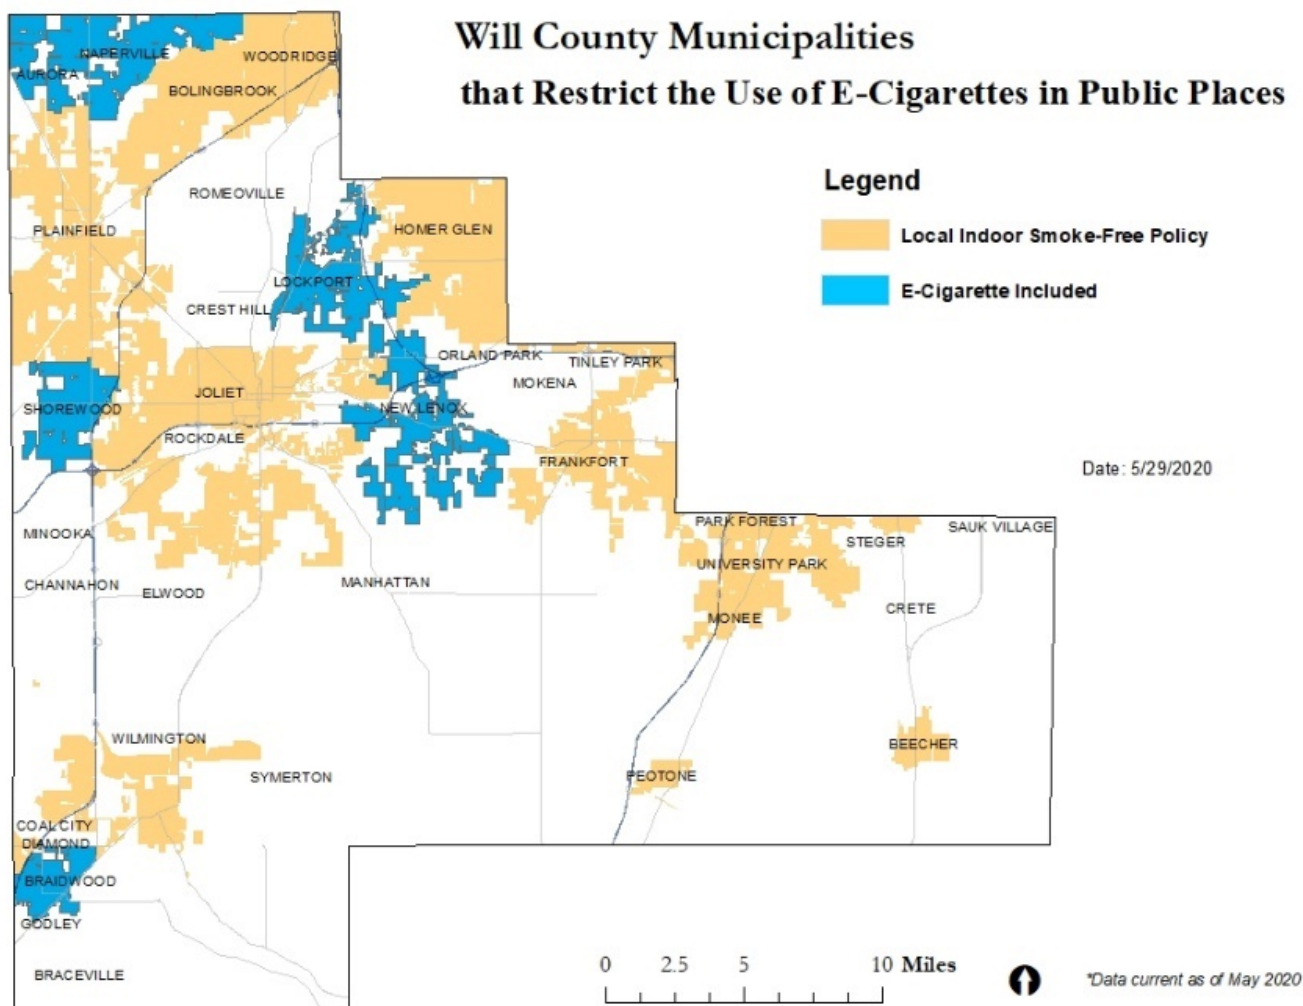 Will County Municipalities
that Restrict the Use of E-Cigarettes in Public Places
Legend
Local Indoor Smoke-Free Policy
E-Cigarette Included
Date: 5/29/2020
NAPERVILLE
WOODRIDGE
AURORA
BOLINGBROOK
ROMEOVILLE
PLAINFIELD
HOMER GLEN
LOCKPORT
CREST HILL
ORLAND PARK
TINLEY PARK
MOKENA
JOLIET
SHOREWOOD
NEW LENOX
ROCKDALE
FRANKFORT
MINOOKA
PARK FOREST
SAUK VILLAGE
STEGER
UNIVERSITY PARK
CHANNAHON
ELWOOD
MANHATTAN
CRETE
MONEE
WILMINGTON
BEECHER
SYMERTON
PEOTONE
COAL CITY
DIAMOND
BRAIDWOOD
GODLEY
BRACEVILLE
0 2.5 5 10 Miles
*Data current as of May 2020